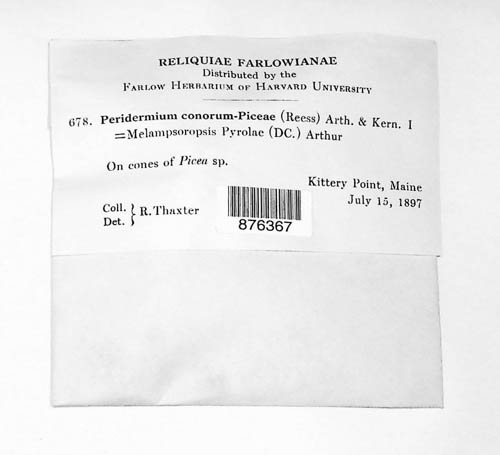 RELIQUIAE FARLOWIANAE
Distributed by the
FARLOW HERBARIUM OF HARVARD UNIVERSITY
678. Peridermium conorum-Piceae (Reess) Arth. & Kern. I
=Melampsoropsis Pyrolae (DC.) Arthur
On cones of Picea sp.
Kittery Point, Maine
July 15, 1897
Coll. } R. Thaxter
Det.
876367